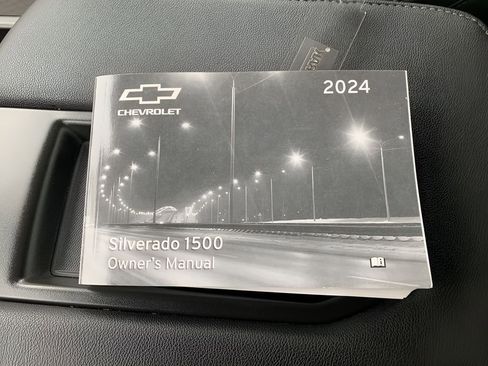 2024
CHEVROLET
Silverado 1500
Owner's Manual